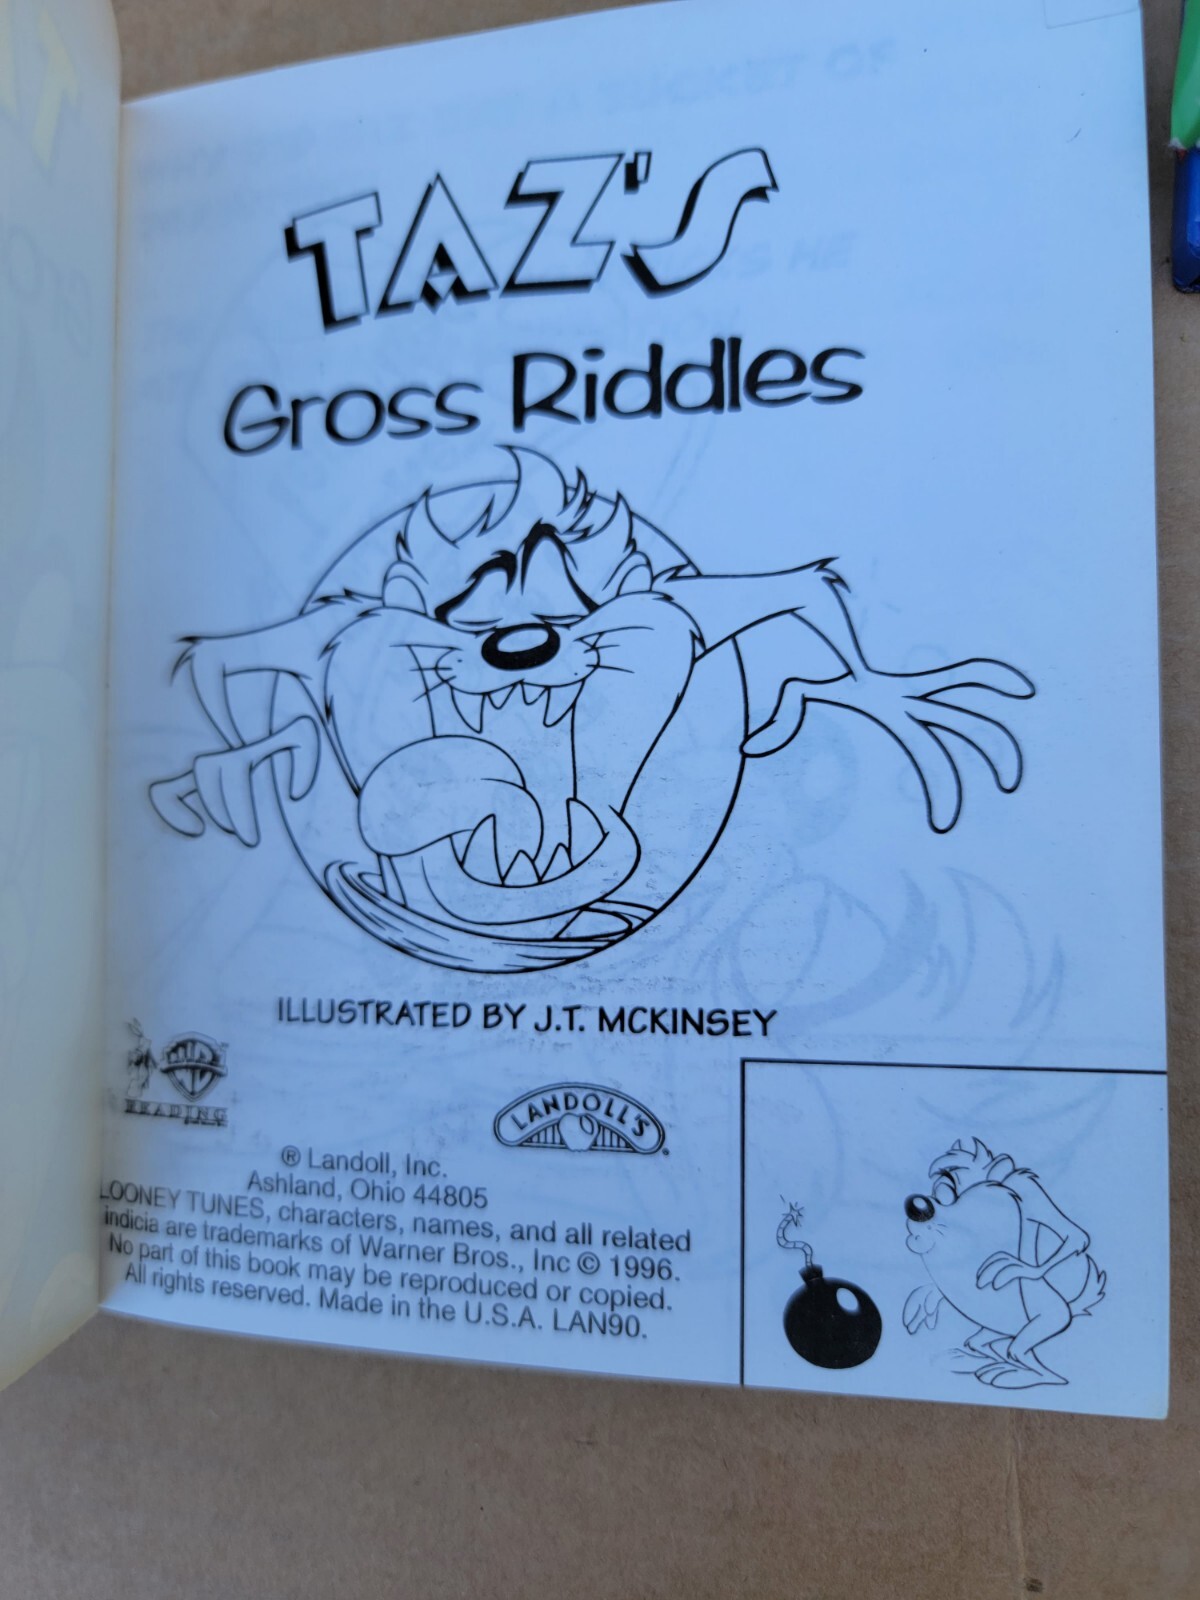 TAZ'S
Gross Riddles
ILLUSTRATED BY J.T. MCKINSEY
WB
READING
LANDOLL'S
® Landoll, Inc.
Ashland, Ohio 44805
LOONEY TUNES, characters, names, and all related
indicia are trademarks of Warner Bros., Inc © 1996.
No part of this book may be reproduced or copied.
All rights reserved. Made in the U.S.A. LAN90.